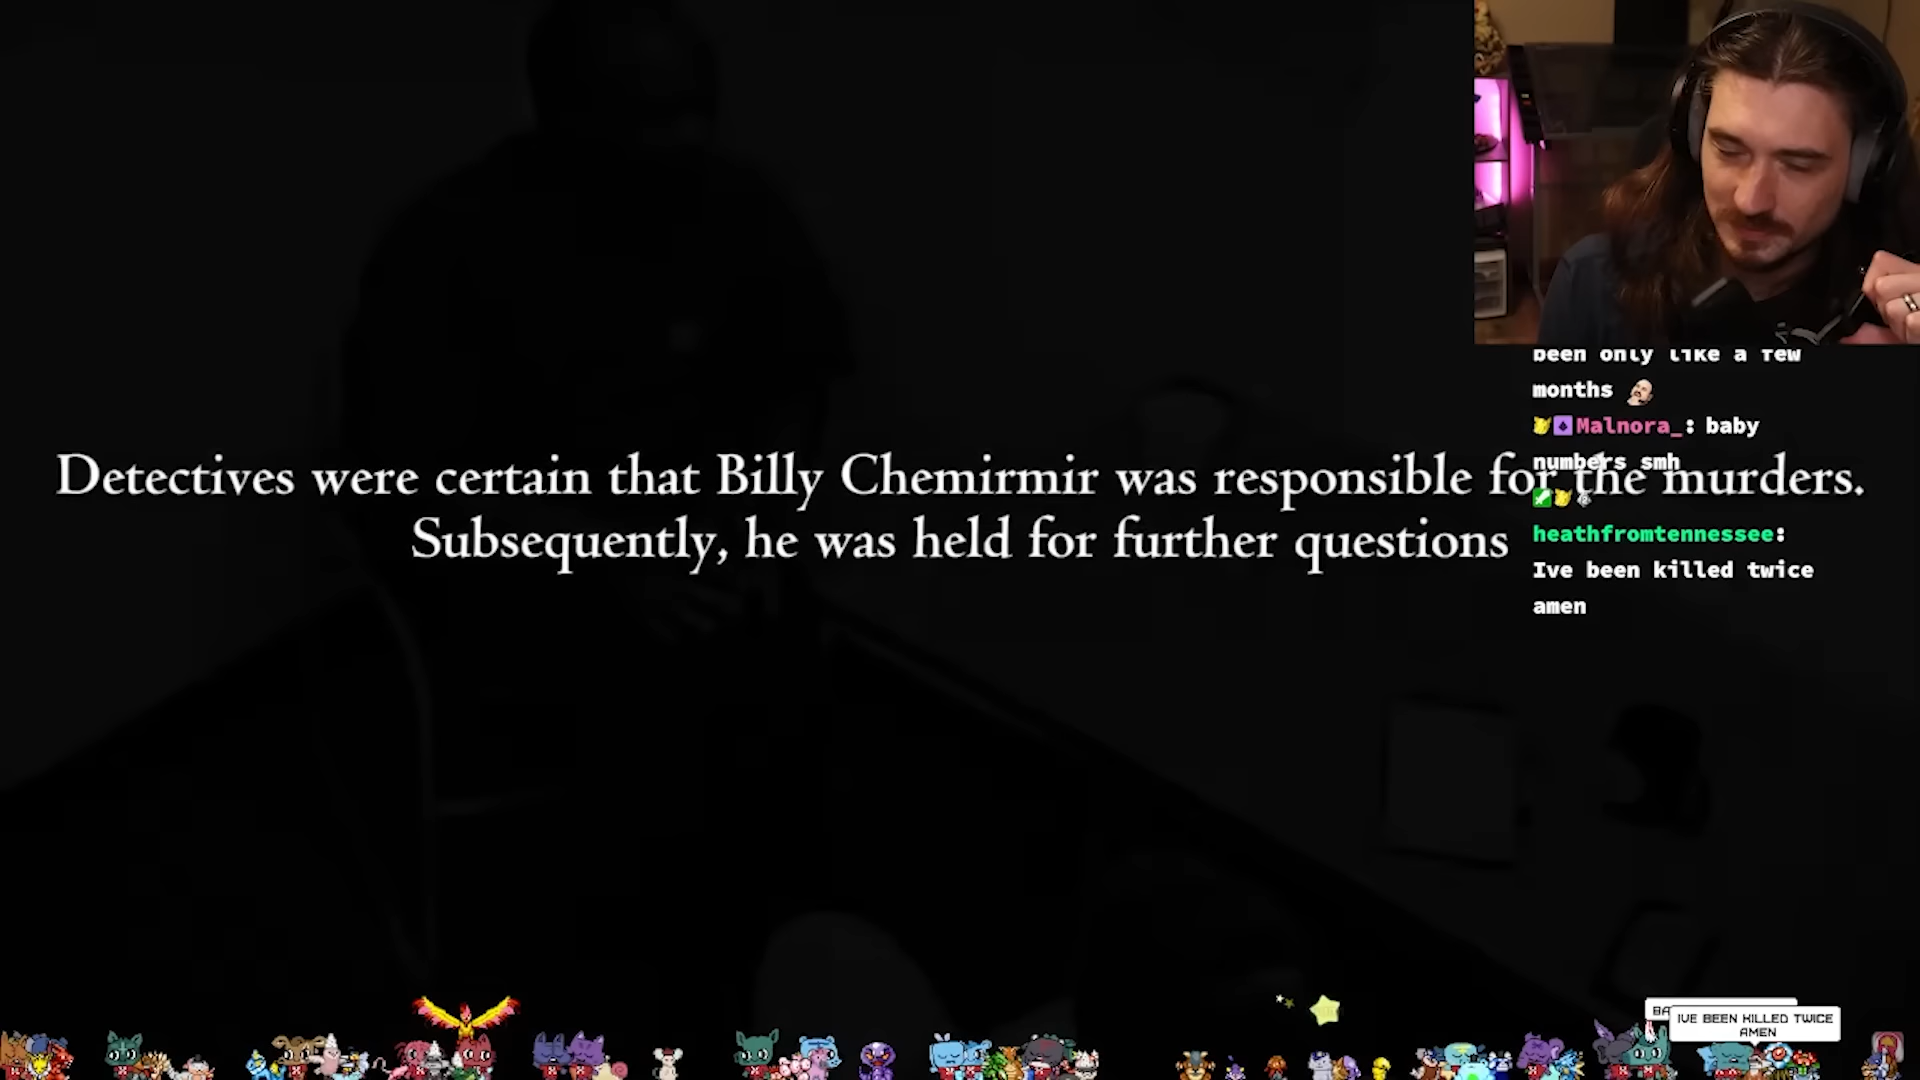 Detectives were certain that Billy Chemirmir was responsible for the murders.
Subsequently, he was held for further questions
been only like a few
months
Malnora_: baby
numbers smh
heathfromtennessee:
Ive been killed twice
amen
BA
IVE BEEN KILLED TWICE
AMEN